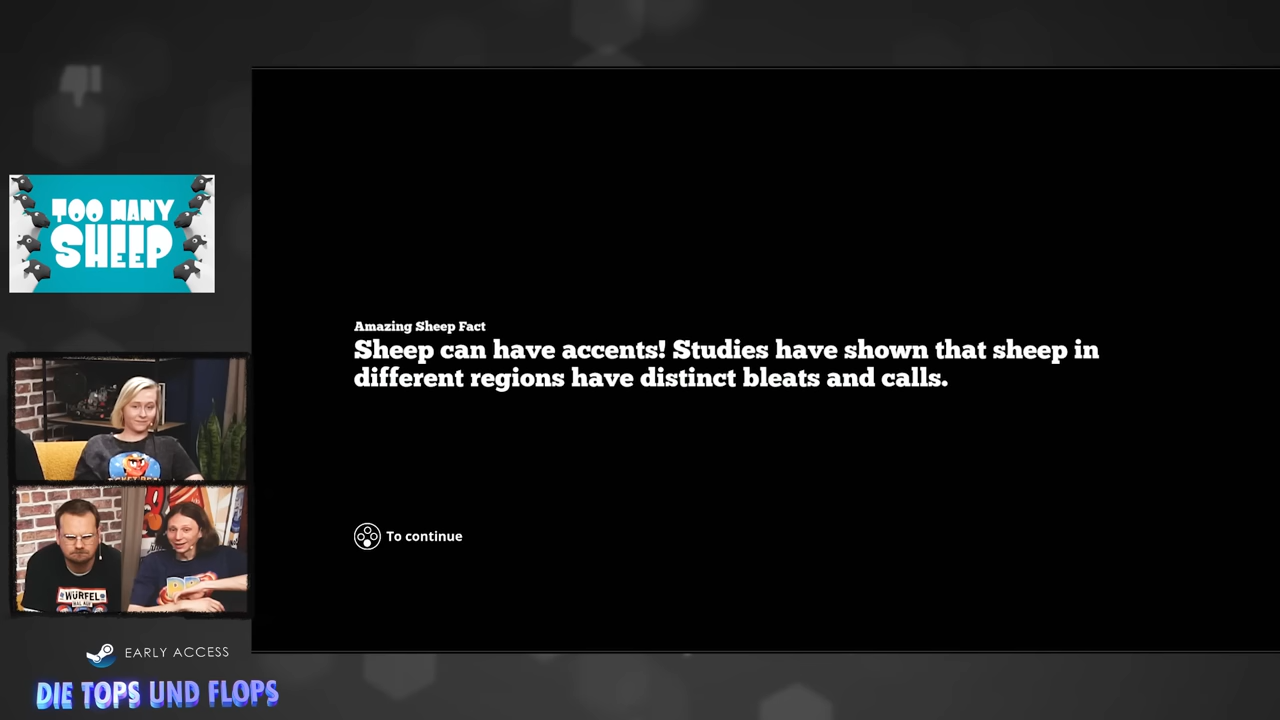 TOO MANY
SHEEP
Amazing Sheep Fact
Sheep can have accents! Studies have shown that sheep in
different regions have distinct bleats and calls.
To continue
WÜRFEL
EARLY ACCESS
DIE TOPS UND FLOPS